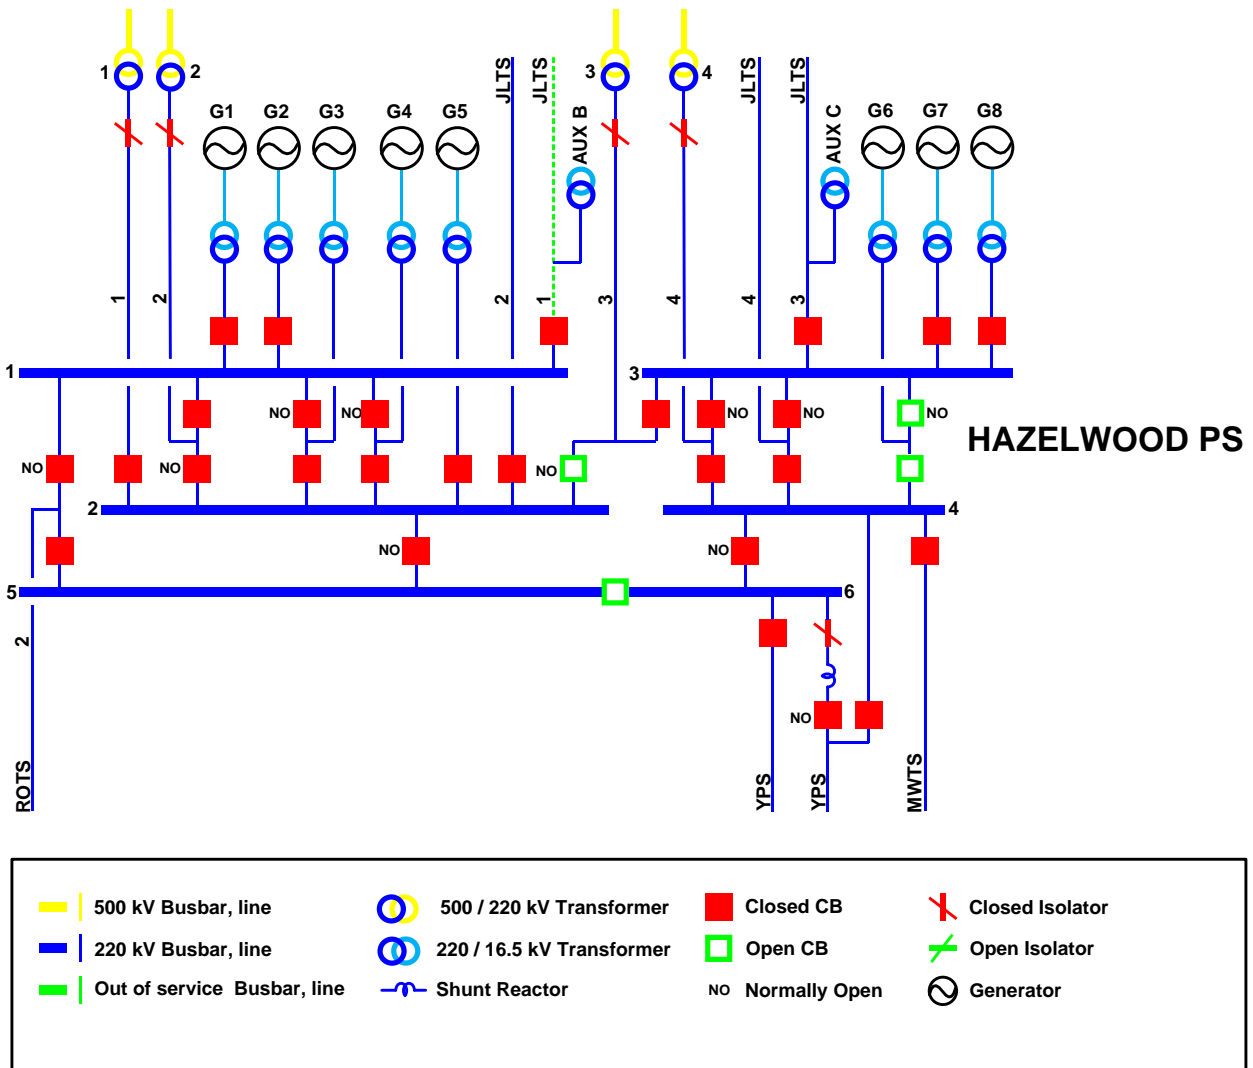 1
2
3
4
JLTS
JLTS
JLTS
JLTS
G1
G2
G3
G4
G5
AUX B
AUX C
G6
G7
G8
1
2
2
1
3
4
4
3
1
3
NO
NO
NO
NO
NO
HAZELWOOD PS
NO
NO
NO
2
4
NO
NO
5
6
2
NO
ROTS
YPS
YPS
MWTS
500 kV Busbar, line
500 / 220 kV Transformer
Closed CB
Closed Isolator
220 kV Busbar, line
220 / 16.5 kV Transformer
Open CB
Open Isolator
Out of service Busbar, line
Shunt Reactor
NO
Normally Open
Generator